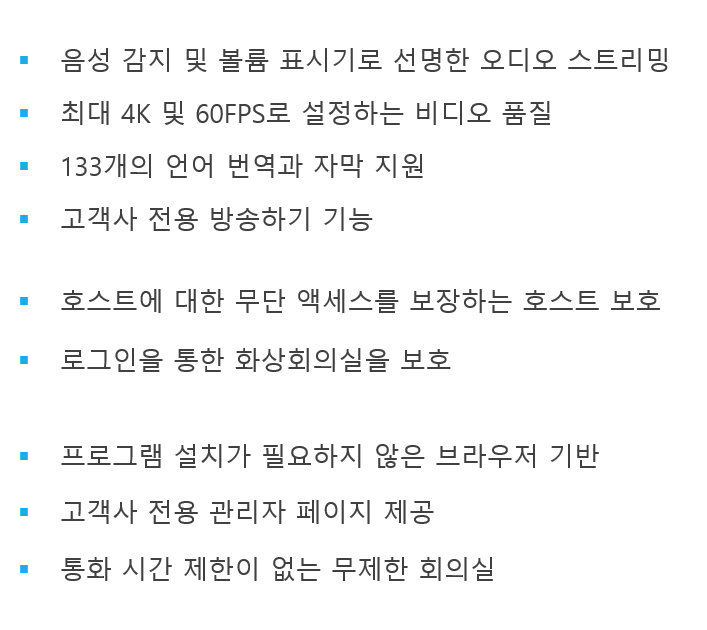 음성 감지 및 볼륨 표시기로 선명한 오디오 스트리밍
최대 4K 및 60FPS로 설정하는 비디오 품질
133개의 언어 번역과 자막 지원
고객사 전용 방송하기 기능
호스트에 대한 무단 액세스를 보장하는 호스트 보호
로그인을 통한 화상회의실을 보호
프로그램 설치가 필요하지 않은 브라우저 기반
고객사 전용 관리자 페이지 제공
통화 시간 제한이 없는 무제한 회의실